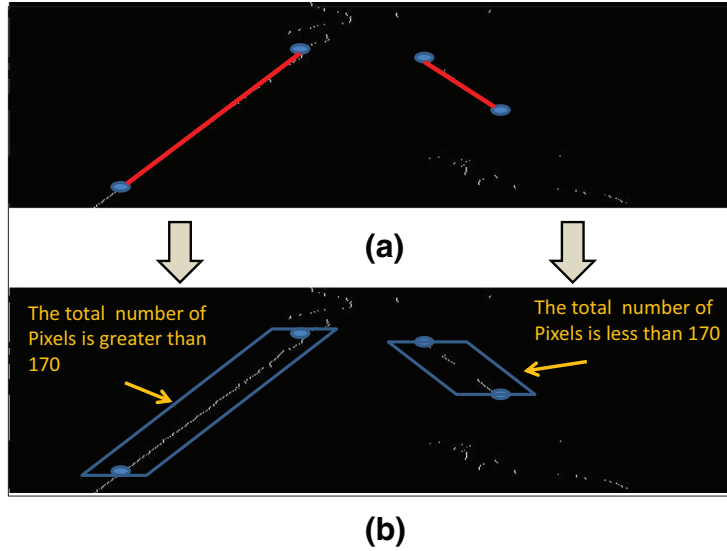 (a)
The total number of
Pixels is greater than
170
The total number of
Pixels is less than 170
(b)